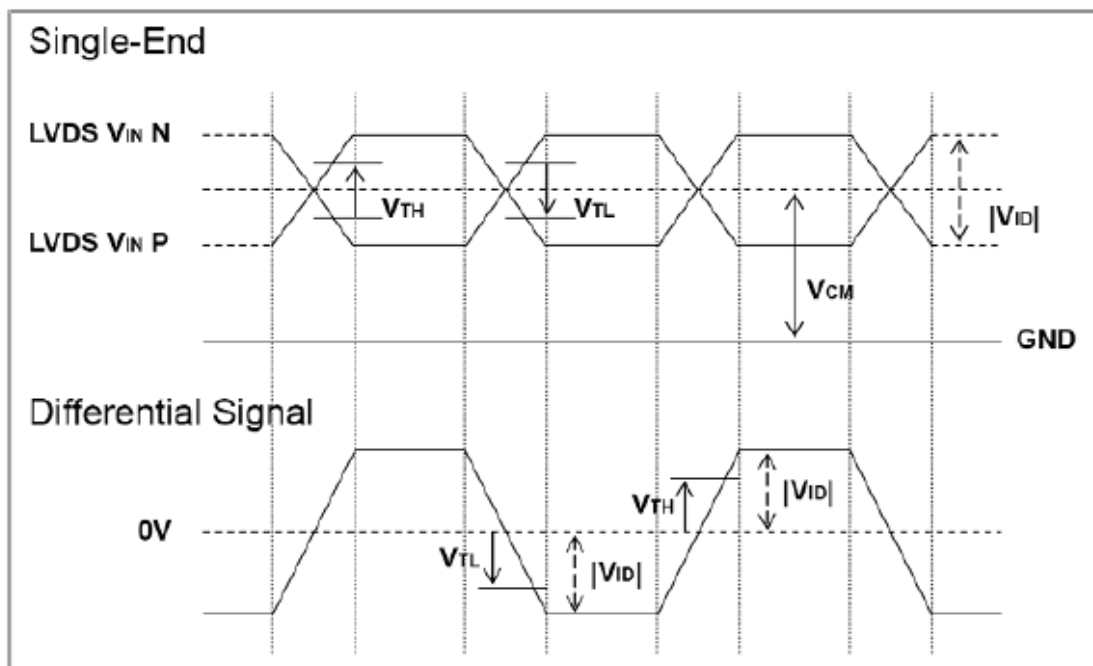 Single-End
LVDS VIN N
VTH
VTL
LVDS VIN P
|VID|
VCM
GND
Differential Signal
VTH
|VID|
0V
VTL
|VID|